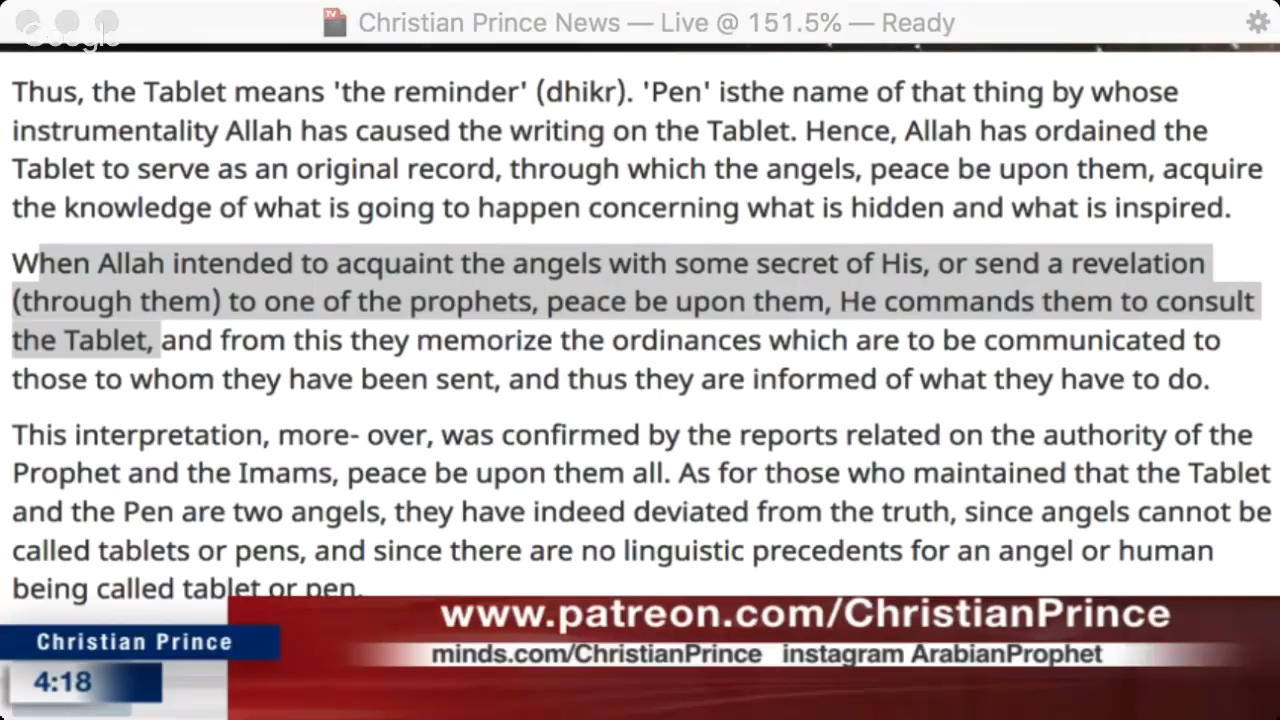 Christian Prince News — Live @ 151.5% — Ready
Google
Thus, the Tablet means 'the reminder' (dhikr). 'Pen' isthe name of that thing by whose
instrumentality Allah has caused the writing on the Tablet. Hence, Allah has ordained the
Tablet to serve as an original record, through which the angels, peace be upon them, acquire
the knowledge of what is going to happen concerning what is hidden and what is inspired.
When Allah intended to acquaint the angels with some secret of His, or send a revelation
(through them) to one of the prophets, peace be upon them, He commands them to consult
the Tablet, and from this they memorize the ordinances which are to be communicated to
those to whom they have been sent, and thus they are informed of what they have to do.
This interpretation, more- over, was confirmed by the reports related on the authority of the
Prophet and the Imams, peace be upon them all. As for those who maintained that the Tablet
and the Pen are two angels, they have indeed deviated from the truth, since angels cannot be
called tablets or pens, and since there are no linguistic precedents for an angel or human
being called tablet or pen.
www.patreon.com/ChristianPrince
Christian Prince
minds.com/ChristianPrince instagram ArabianProphet
4:18